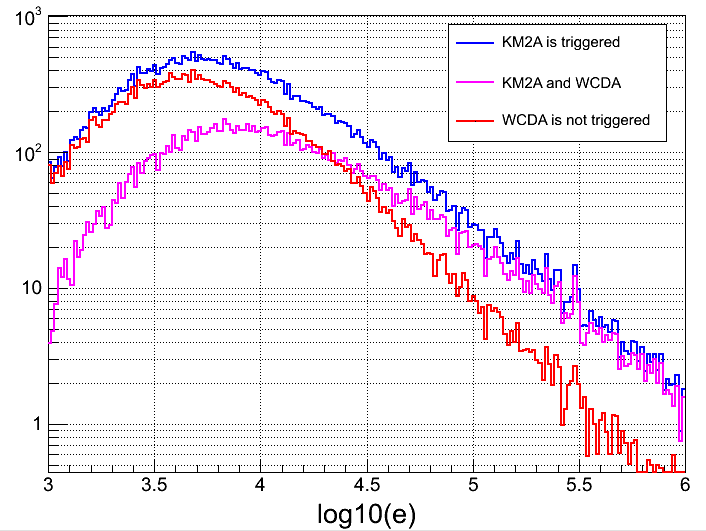 10³
KM2A is triggered
KM2A and WCDA
WCDA is not triggered
10²
10
1
3 3.5 4 4.5 5 5.5 6
log10(e)